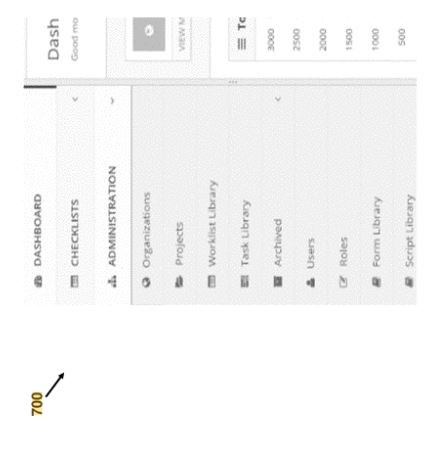 700
DASHBOARD
CHECKLISTS
ADMINISTRATION
Organizations
Projects
Worklist Library
Task Library
Archived
Users
Roles
Form Library
Script Library
Dash
Good mo
VIEW M
To
3000
2500
2000
1500
1000
500